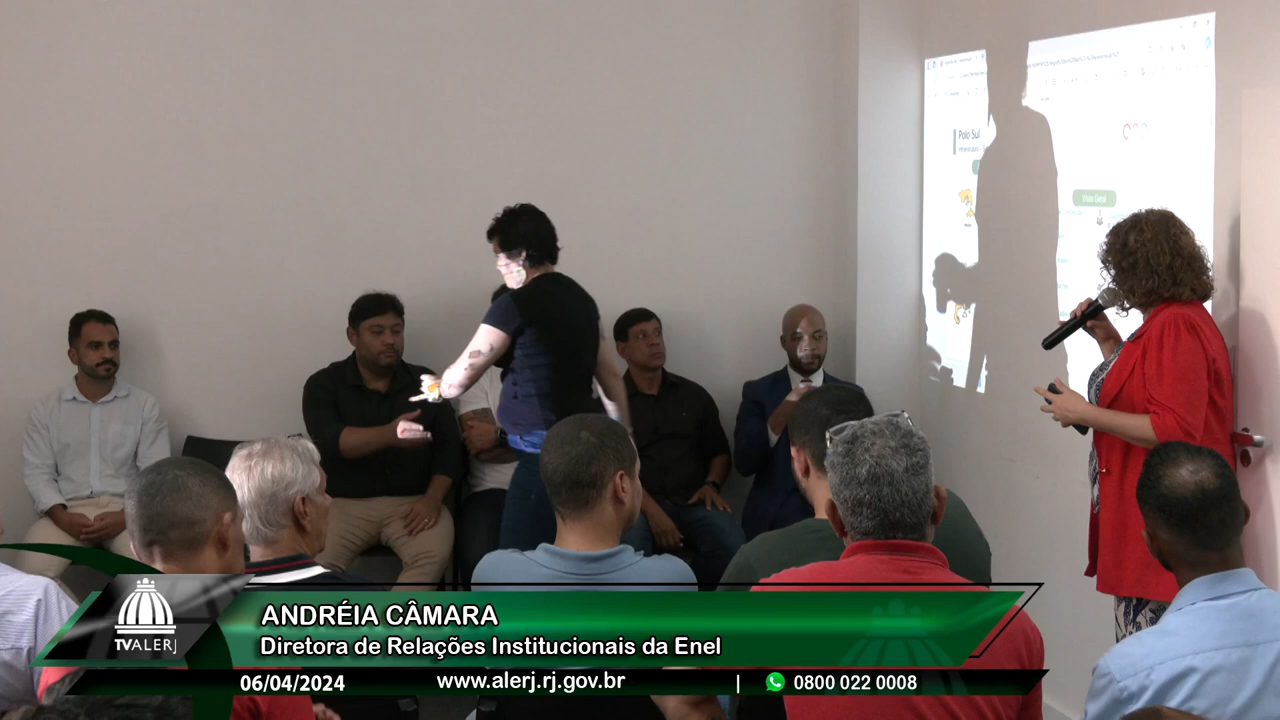 Polo Sul
Visão Geral
ANDRÉIA CÂMARA
Diretora de Relações Institucionais da Enel
TVALERJ
06/04/2024 www.alerj.rj.gov.br | 0800 022 0008